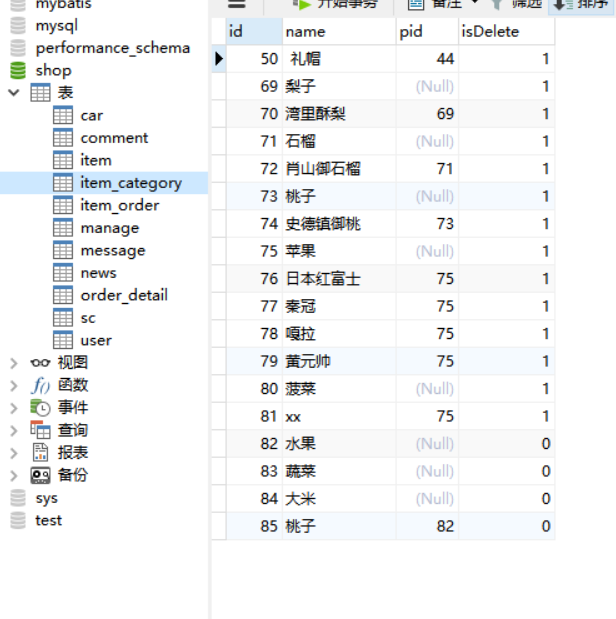 mybatis
mysql
performance_schema
shop
表
car
comment
item
item_category
item_order
manage
message
news
order_detail
sc
user
视图
f() 函数
事件
查询
报表
备份
sys
test
开始事务 备注 筛选 排序
id name pid isDelete
50 礼帽 44 1
69 梨子 (Null) 1
70 湾里酥梨 69 1
71 石榴 (Null) 1
72 肖山御石榴 71 1
73 桃子 (Null) 1
74 史德镇御桃 73 1
75 苹果 (Null) 1
76 日本红富士 75 1
77 秦冠 75 1
78 嘎拉 75 1
79 黄元帅 75 1
80 菠菜 (Null) 1
81 xx 75 1
82 水果 (Null) 0
83 蔬菜 (Null) 0
84 大米 (Null) 0
85 桃子 82 0